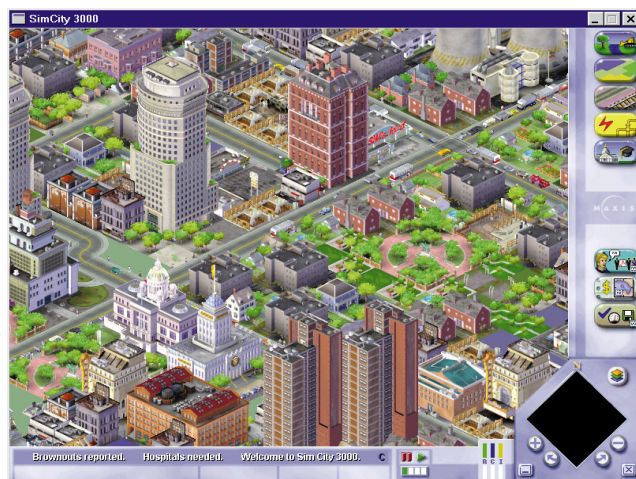 SimCity 3000
MAXIS
N
Brownouts reported. Hospitals needed. Welcome to Sim City 3000. C
R C I